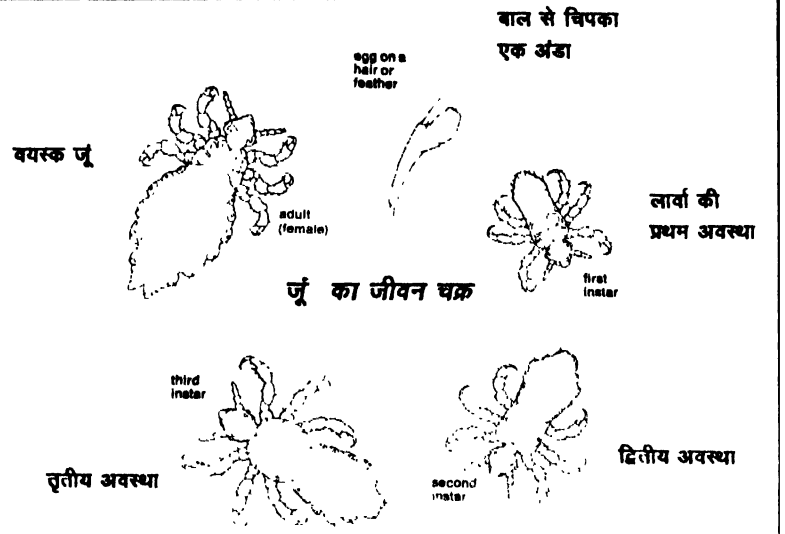 बाल से चिपका
एक अंडा
egg on a
hair or
feather
वयस्क जूं
adult
(female)
लार्वा की
प्रथम अवस्था
first
instar
जूं का जीवन चक्र
third
instar
तृतीय अवस्था
second
instar
द्वितीय अवस्था